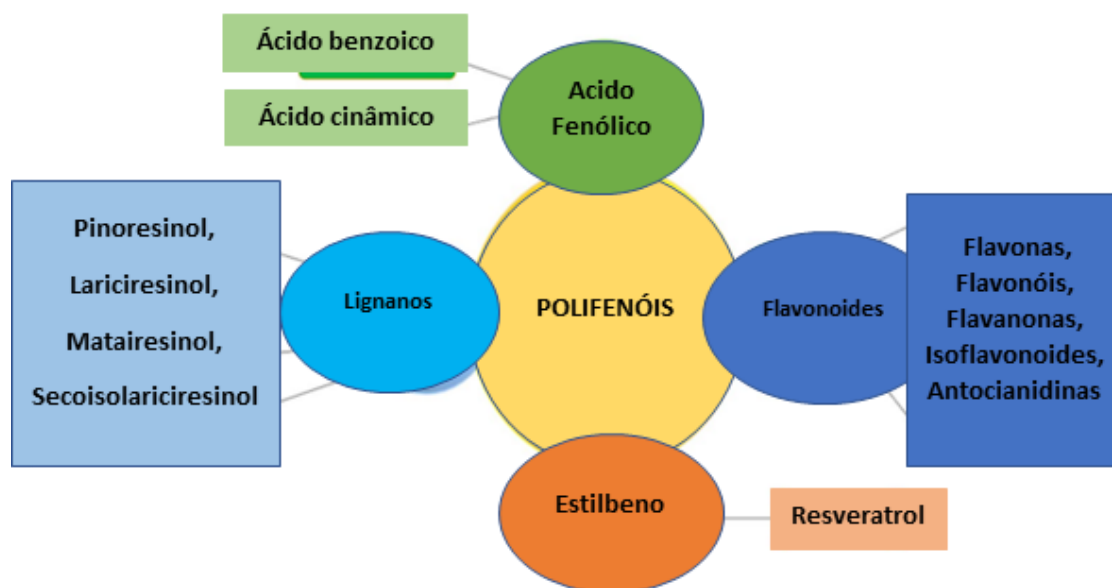 Ácido benzoico
Ácido cinâmico
Acido
Fenólico
Pinoresinol,
Lariciresinol,
Matairesinol,
Secoisolariciresinol
Lignanos
POLIFENÓIS
Flavonoides
Flavonas,
Flavonóis,
Flavanonas,
Isoflavonoides,
Antocianidinas
Estilbeno
Resveratrol